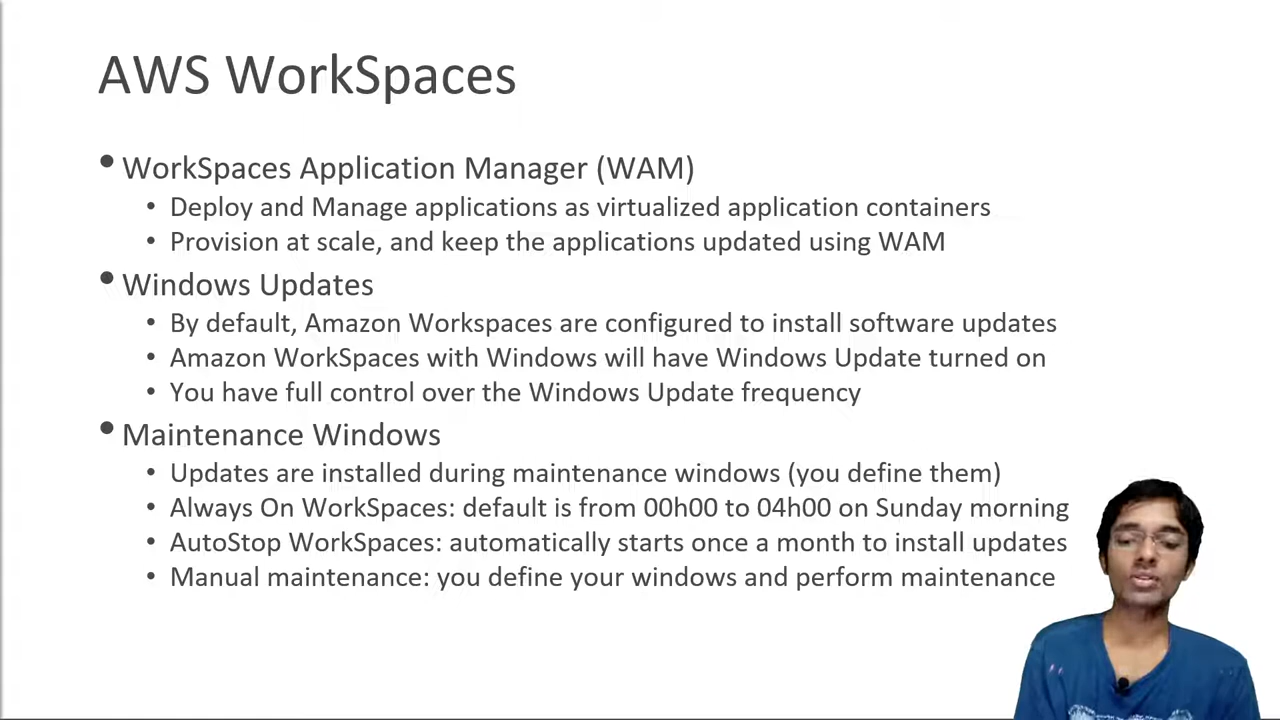 AWS WorkSpaces
• WorkSpaces Application Manager (WAM)
• Deploy and Manage applications as virtualized application containers
• Provision at scale, and keep the applications updated using WAM
• Windows Updates
• By default, Amazon Workspaces are configured to install software updates
• Amazon WorkSpaces with Windows will have Windows Update turned on
• You have full control over the Windows Update frequency
• Maintenance Windows
• Updates are installed during maintenance windows (you define them)
• Always On WorkSpaces: default is from 00h00 to 04h00 on Sunday morning
• AutoStop WorkSpaces: automatically starts once a month to install updates
• Manual maintenance: you define your windows and perform maintenance